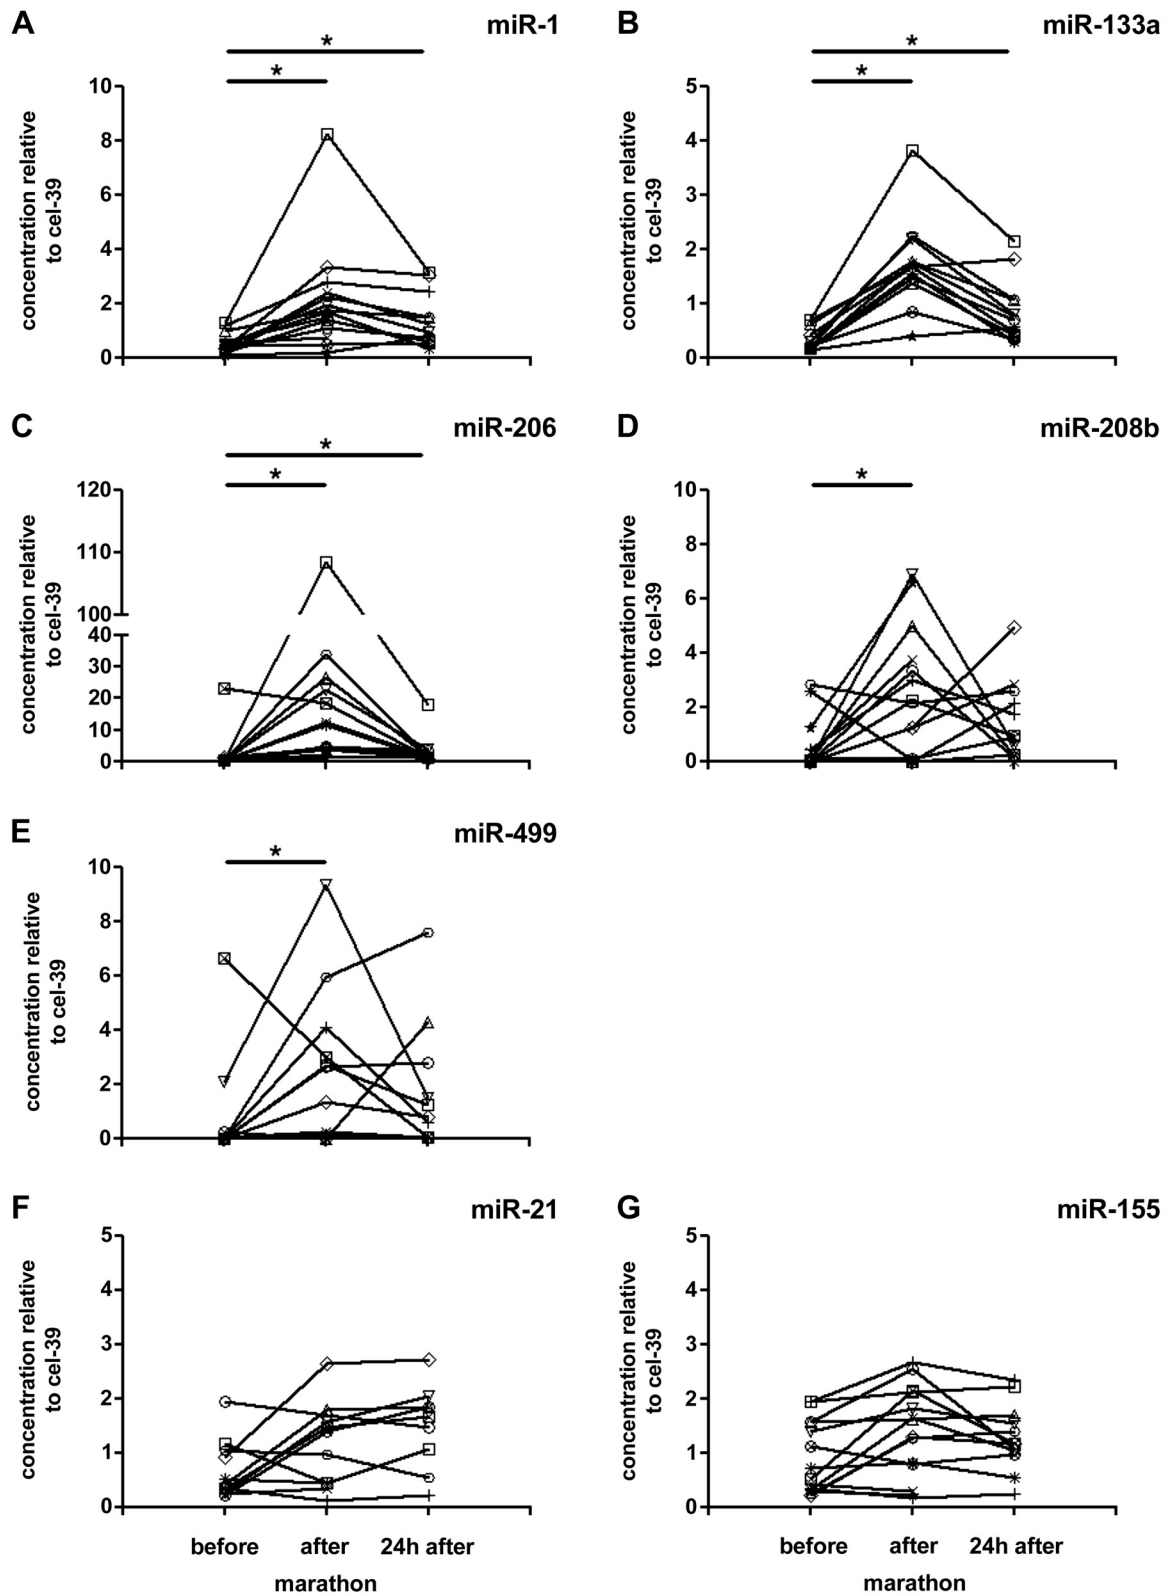 A miR-1
*
*
10
8
6
4
2
0
concentration relative
to cel-39
B miR-133a
*
*
5
4
3
2
1
0
concentration relative
to cel-39
C miR-206
*
*
120
110
100
40
30
20
10
0
concentration relative
to cel-39
D miR-208b
*
10
8
6
4
2
0
concentration relative
to cel-39
E miR-499
*
10
8
6
4
2
0
concentration relative
to cel-39
F miR-21
5
4
3
2
1
0
concentration relative
to cel-39
before after 24h after
marathon
G miR-155
5
4
3
2
1
0
concentration relative
to cel-39
before after 24h after
marathon